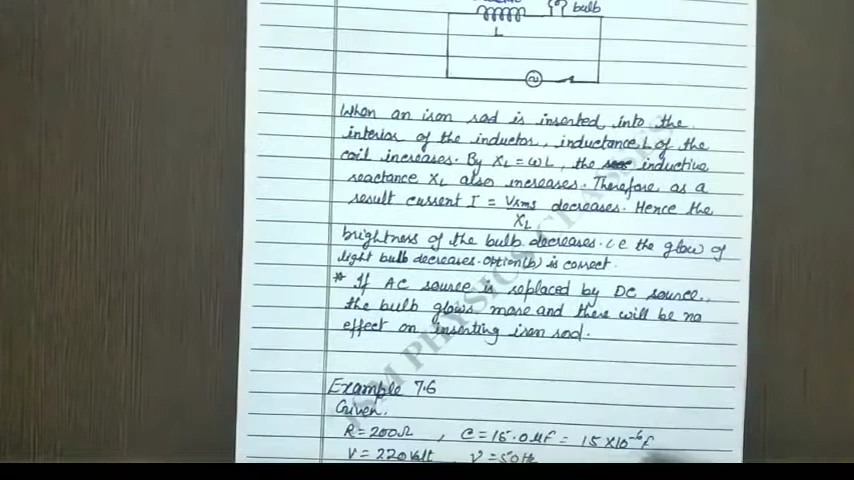 bulb
L
When an iron rod is inserted into the
interior of the inductor, inductance L of the
coil increases. By XL = ωL, the inductive
reactance XL also increases. Therefore as a
result current I = Vrms decreases. Hence the
XL
brightness of the bulb decreases. i.e the glow of
light bulb decreases. option(b) is correct.
* If AC source is replaced by DC source,
the bulb glows more and there will be no
effect on inserting iron rod.
Example 7.6
Given.
R = 200Ω , C = 15.0 μF = 15 × 10⁻⁶ F
V = 220 Volt ν = 50 Hz
PHYSICS CLASSES